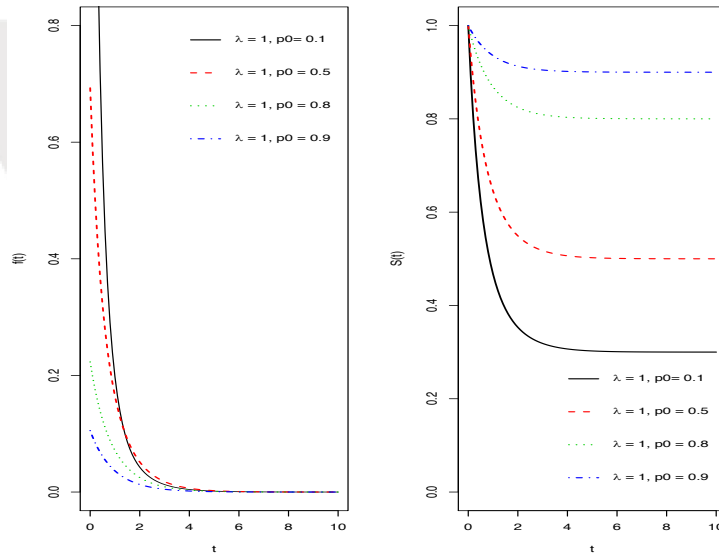 λ = 1, p0= 0.1
λ = 1, p0 = 0.5
λ = 1, p0 = 0.8
λ = 1, p0 = 0.9
f(t)
0.0
0.2
0.4
0.6
0.8
0 2 4 6 8 10
t
λ = 1, p0= 0.1
λ = 1, p0 = 0.5
λ = 1, p0 = 0.8
λ = 1, p0 = 0.9
S(t)
0.0
0.2
0.4
0.6
0.8
1.0
0 2 4 6 8 10
t